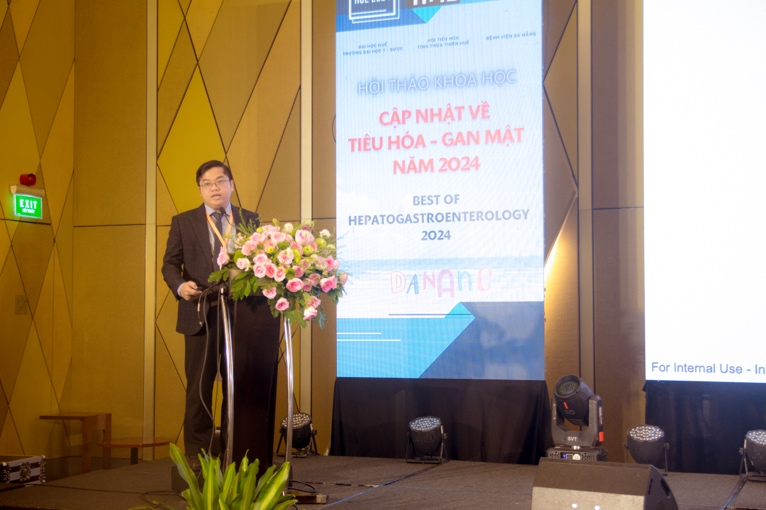 ĐẠI HỌC HUẾ
TRƯỜNG ĐẠI HỌC Y - DƯỢC
HỘI TIÊU HÓA
TỈNH THỪA THIÊN HUẾ
BỆNH VIỆN ĐÀ NẴNG
HỘI THẢO KHOA HỌC
CẬP NHẬT VỀ
TIÊU HÓA - GAN MẬT
NĂM 2024
BEST OF
HEPATOGASTROENTEROLOGY
2024
DANANG
For Internal Use - In
EXIT